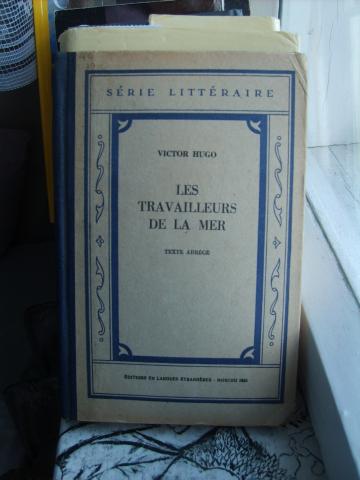 SÉRIE LITTÉRAIRE
VICTOR HUGO
LES
TRAVAILLEURS
DE LA MER
TEXTE ABRÉGÉ
ÉDITIONS EN LANGUES ÉTRANGÈRES - MOSCOU